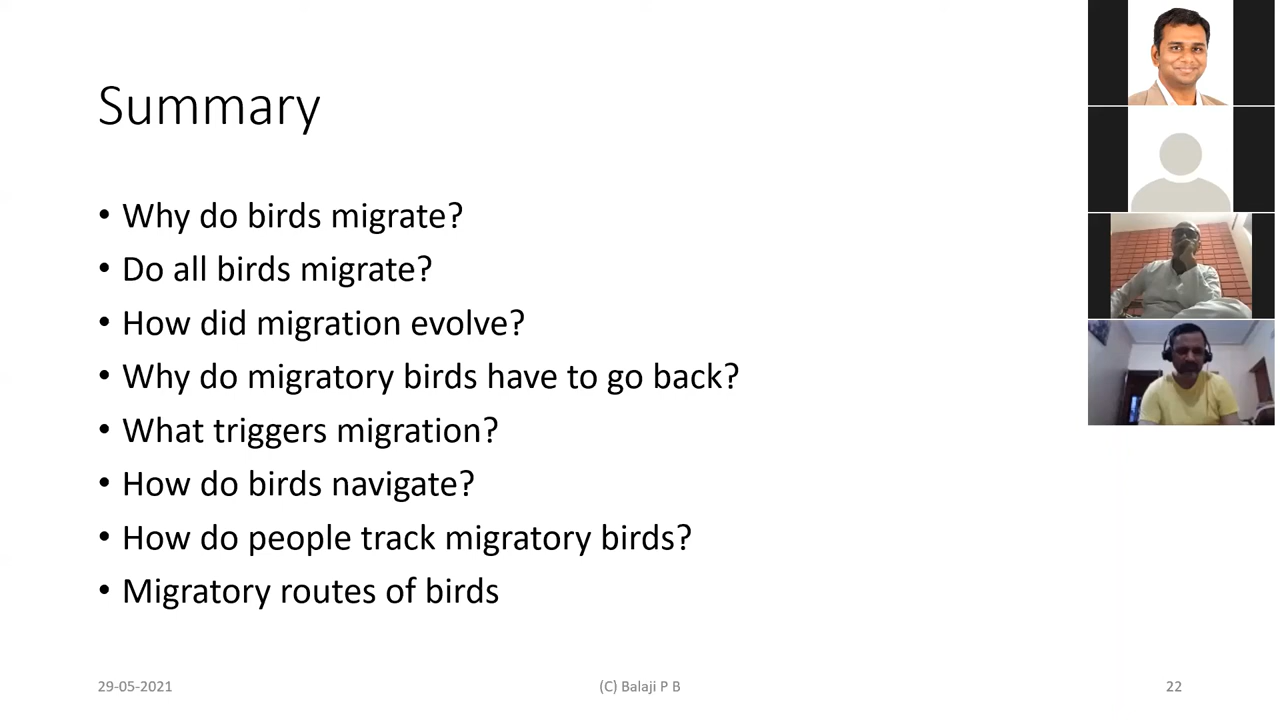 Summary
• Why do birds migrate?
• Do all birds migrate?
• How did migration evolve?
• Why do migratory birds have to go back?
• What triggers migration?
• How do birds navigate?
• How do people track migratory birds?
• Migratory routes of birds
29-05-2021
(C) Balaji P B
22